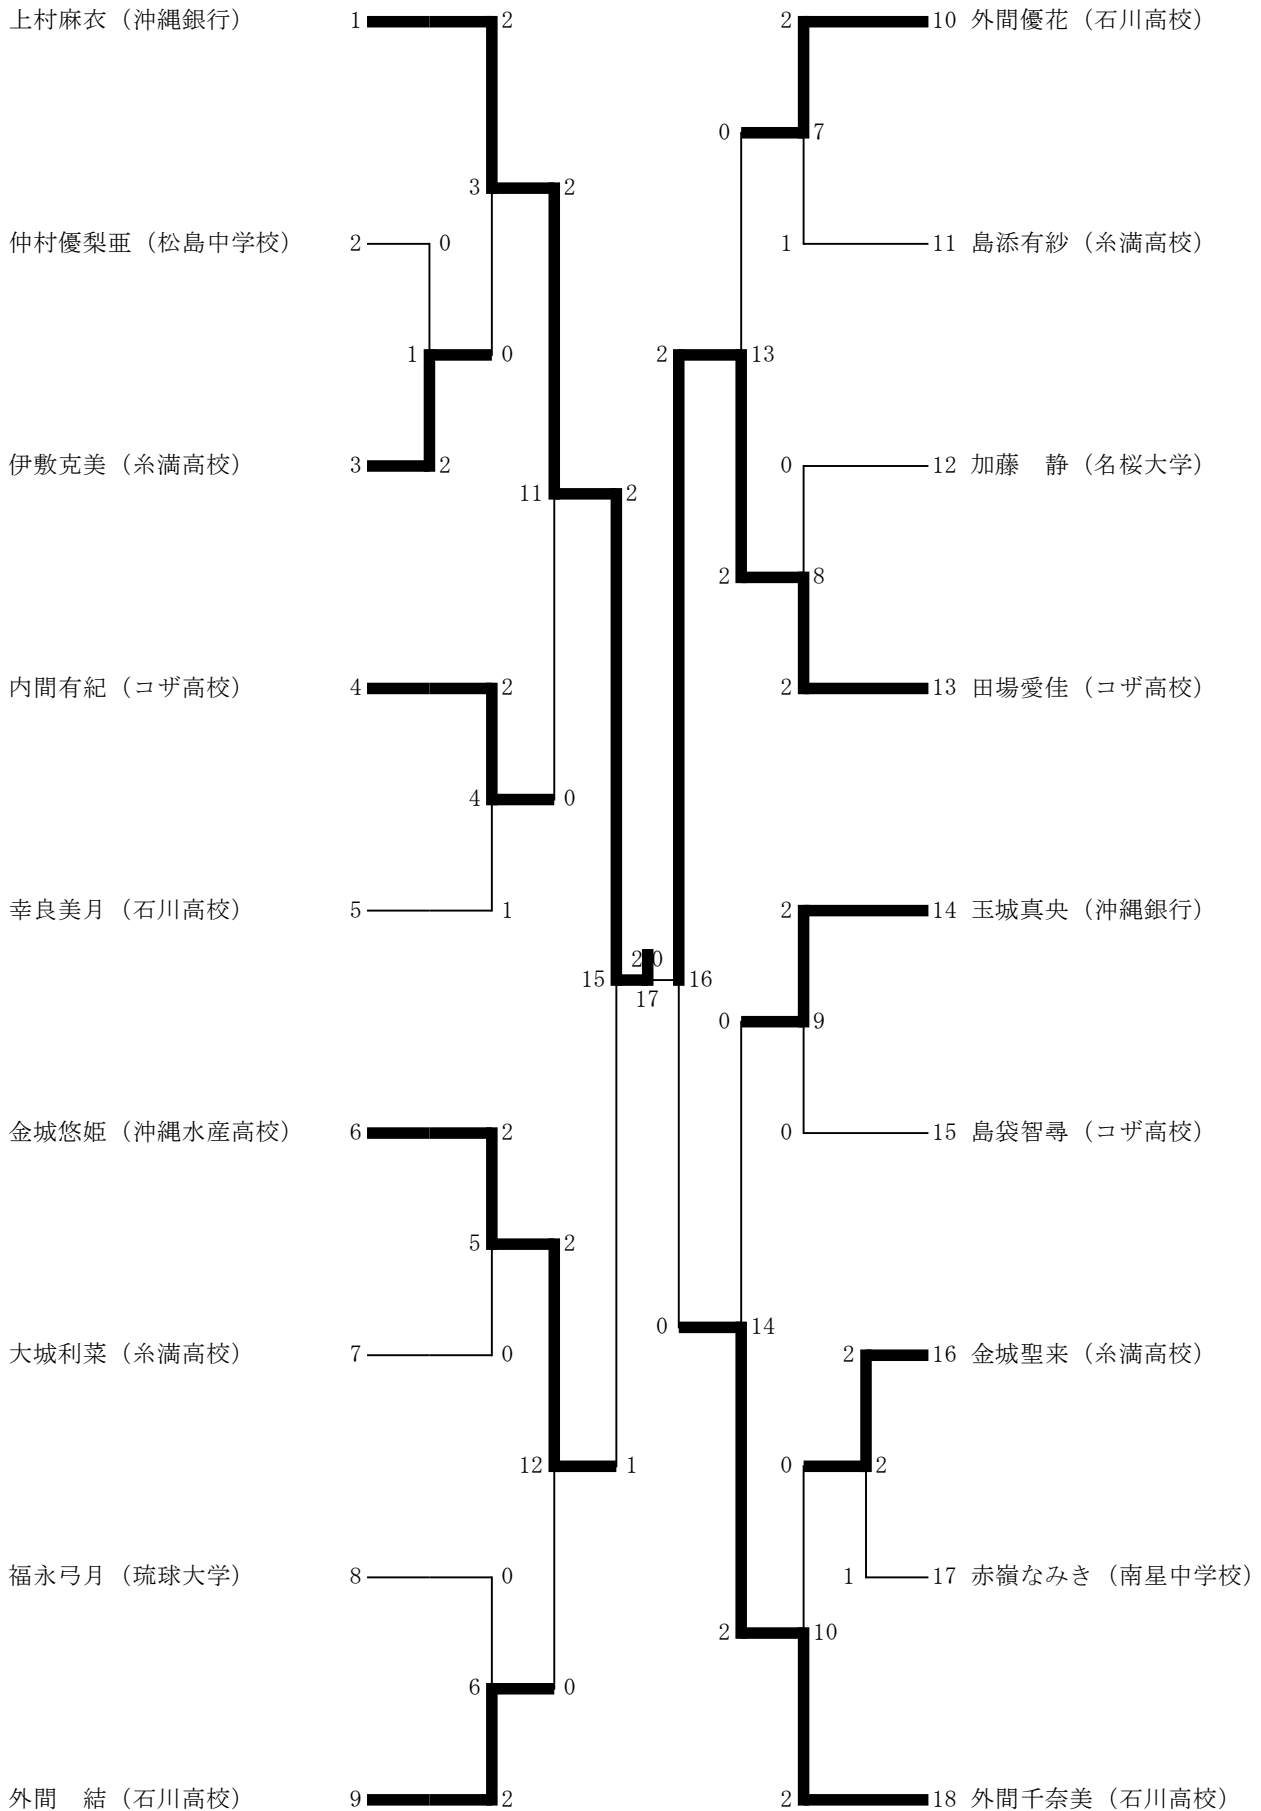 上村麻衣（沖縄銀行） 1 2 2 10 外間優花（石川高校）
0 7
3 2
仲村優梨亜（松島中学校） 2 0 1 11 島添有紗（糸満高校）
1 0 2 13
伊敷克美（糸満高校） 3 2 0 12 加藤　静（名桜大学）
11 2
2 8
内間有紀（コザ高校） 4 2 2 13 田場愛佳（コザ高校）
4 0
幸良美月（石川高校） 5 1 2 14 玉城真央（沖縄銀行）
2 0
15 16
17
0 9
金城悠姫（沖縄水産高校） 6 2 0 15 島袋智尋（コザ高校）
5 2
0 14
大城利菜（糸満高校） 7 0 2 16 金城聖来（糸満高校）
12 1 0 2
福永弓月（琉球大学） 8 0 1 17 赤嶺なみき（南星中学校）
2 10
6 0
外間　結（石川高校） 9 2 2 18 外間千奈美（石川高校）